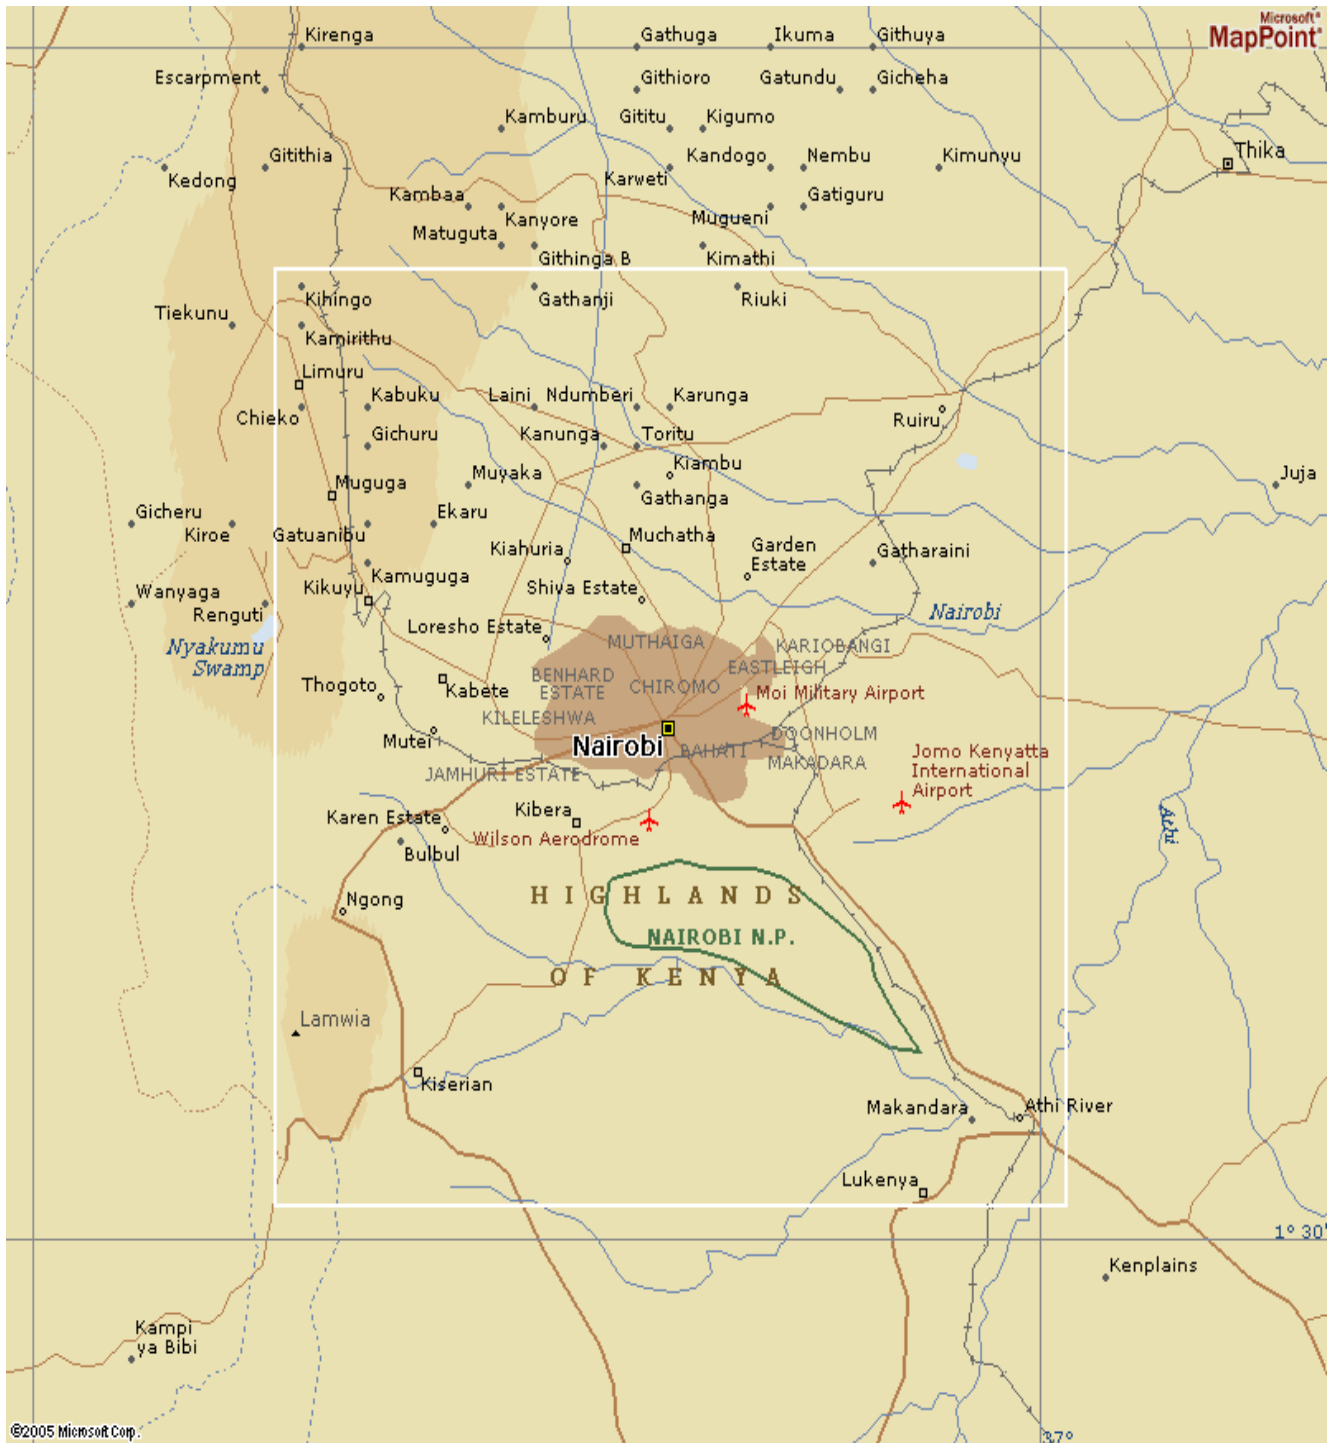 Microsoft®
MapPoint®
Kirenga
Gathuga
Ikuma
Githuya
Escarpment
Githioro
Gatundu
Gicheha
Kamburu
Gititu
Kigumo
Thika
Gitithia
Kedong
Karweti
Kandogo
Nembu
Kimunyu
Kambaa
Kanyore
Mugueni
Gatiguru
Matuguta
Githinga B
Kimathi
Kihingo
Gathanji
Riuki
Tiekunu
Kamirithu
Limuru
Chieko
Kabuku
Laini
Ndumberi
Karunga
Ruiru
Gichuru
Kanunga
Toritu
Kiambu
Muguga
Muyaka
Gathanga
Juja
Gicheru
Kiroe
Gatuanibu
Ekaru
Kiahuria
Muchatha
Garden
Estate
Gatharaini
Kamuguga
Kikuyu
Shiva Estate
Wanyaga
Renguti
Nairobi
Loresho Estate
MUTHAIGA
KARIOBANGI
Nyakumu
Swamp
EASTLEIGH
BENHARD
ESTATE
CHIROMO
Thogoto
Kabete
Moi Military Airport
KILELESHWA
Mutei
Nairobi
BAHATI
DOONHOLM
MAKADARA
JAMHURI ESTATE
Jomo Kenyatta
International
Airport
Karen Estate
Kibera
Wilson Aerodrome
Athi
Bulbul
Ngong
HIGHLANDS
NAIROBI N.P.
OF KENYA
Lamwia
Kiserian
Makandara
Athi River
Lukenya
1° 30'
Kenplains
Kampi
ya Bibi
©2005 Microsoft Corp.
37°